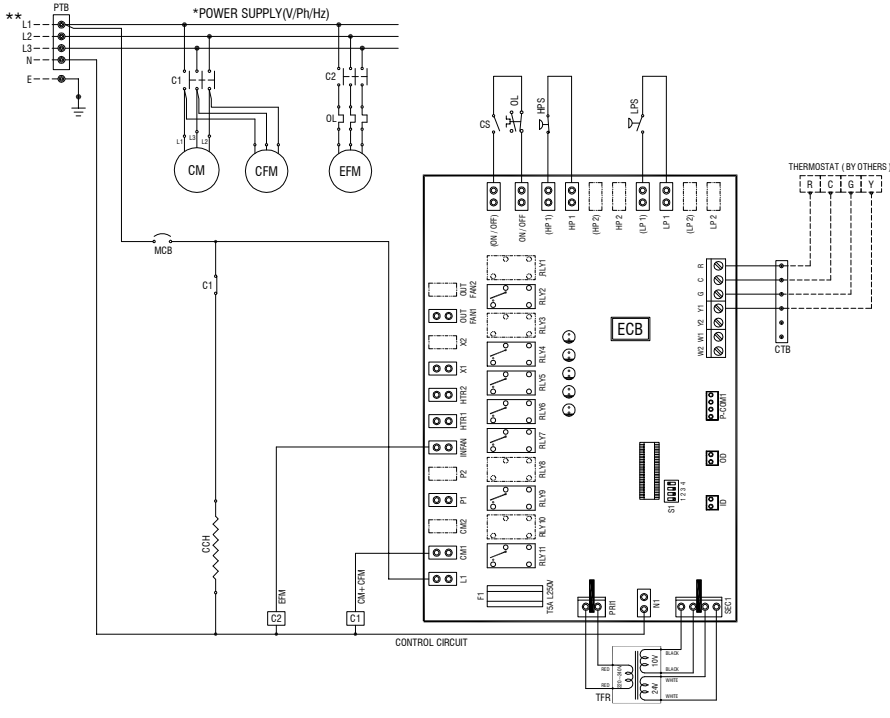 PTB
*POWER SUPPLY(V/Ph/Hz)
**
L1
L2
L3
N
E
C1
C2
OL
L1
L3
L2
CM
CFM
EFM
CS
OL
HPS
LPS
THERMOSTAT ( BY OTHERS )
R C G Y
(ON / OFF)
ON / OFF
(HP 1)
HP 1
(HP 2)
HP 2
(LP 1)
LP 1
(LP 2)
LP 2
MCB
C1
CCH
OUT FAN2
OUT FAN1
X2
X1
HTR2
HTR1
INFAN
P2
P1
CM2
CM1
L1
RLY1
RLY2
RLY3
RLY4
RLY5
RLY6
RLY7
RLY8
RLY9
RLY10
RLY11
ECB
R
C
G
Y1
Y2
W1
W2
CTB
P-COM1
OD
ID
S1
1 2 3 4
F1
T5A L250V
PRI1
N1
SEC1
EFM
C2
CM+ CFM
C1
CONTROL CIRCUIT
RED
RED
220~240V
10V
24V
BLACK
BLACK
WHITE
WHITE
TFR